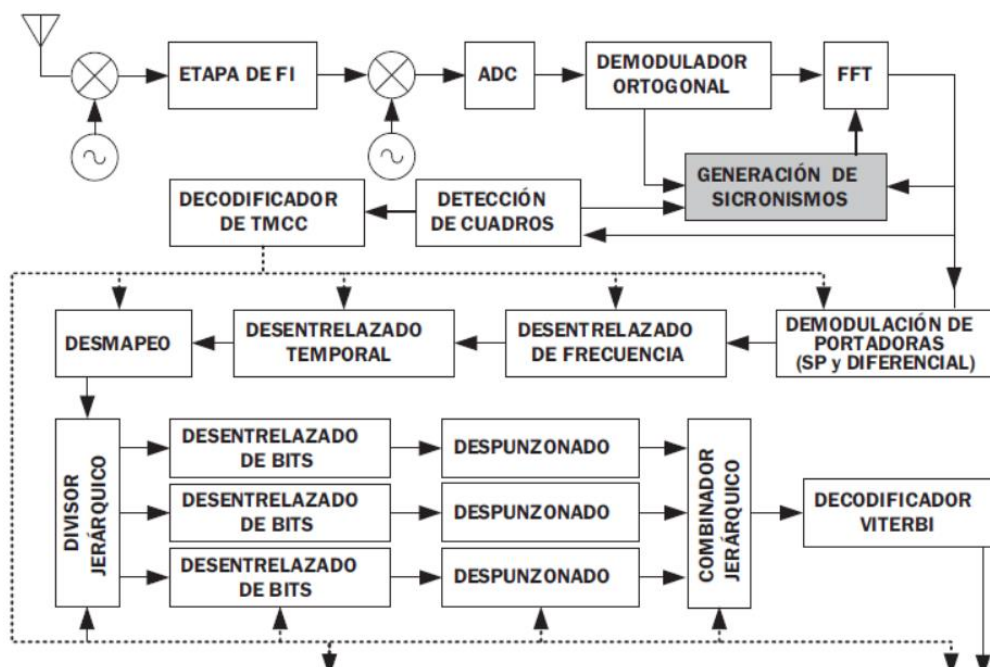 ETAPA DE FI
ADC
DEMODULADOR
ORTOGONAL
FFT
GENERACIÓN DE
SICRONISMOS
DECODIFICADOR
DE TMCC
DETECCIÓN
DE CUADROS
DESMAPEO
DESENTRELAZADO
TEMPORAL
DESENTRELAZADO
DE FRECUENCIA
DEMODULACIÓN DE
PORTADORAS
(SP y DIFERENCIAL)
DIVISOR
JERÁRQUICO
DESENTRELAZADO
DE BITS
DESPUNZONADO
DESENTRELAZADO
DE BITS
DESPUNZONADO
DESENTRELAZADO
DE BITS
DESPUNZONADO
COMBINADOR
JERÁRQUICO
DECODIFICADOR
VITERBI